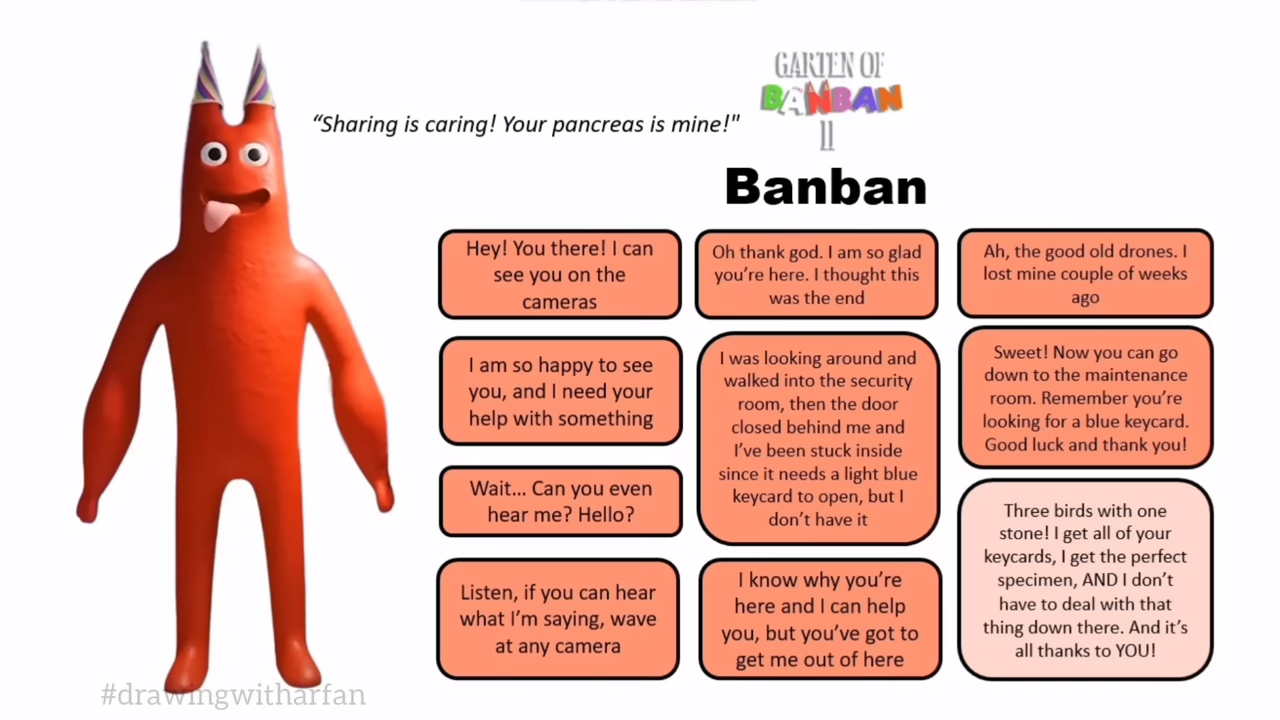 GARTEN OF
BANBAN
II
“Sharing is caring! Your pancreas is mine!"
Banban
Hey! You there! I can
see you on the
cameras
I am so happy to see
you, and I need your
help with something
Wait... Can you even
hear me? Hello?
Listen, if you can hear
what I’m saying, wave
at any camera
Oh thank god. I am so glad
you’re here. I thought this
was the end
I was looking around and
walked into the security
room, then the door
closed behind me and
I’ve been stuck inside
since it needs a light blue
keycard to open, but I
don’t have it
I know why you’re
here and I can help
you, but you’ve got to
get me out of here
Ah, the good old drones. I
lost mine couple of weeks
ago
Sweet! Now you can go
down to the maintenance
room. Remember you’re
looking for a blue keycard.
Good luck and thank you!
Three birds with one
stone! I get all of your
keycards, I get the perfect
specimen, AND I don’t
have to deal with that
thing down there. And it’s
all thanks to YOU!
#drawingwitharfan